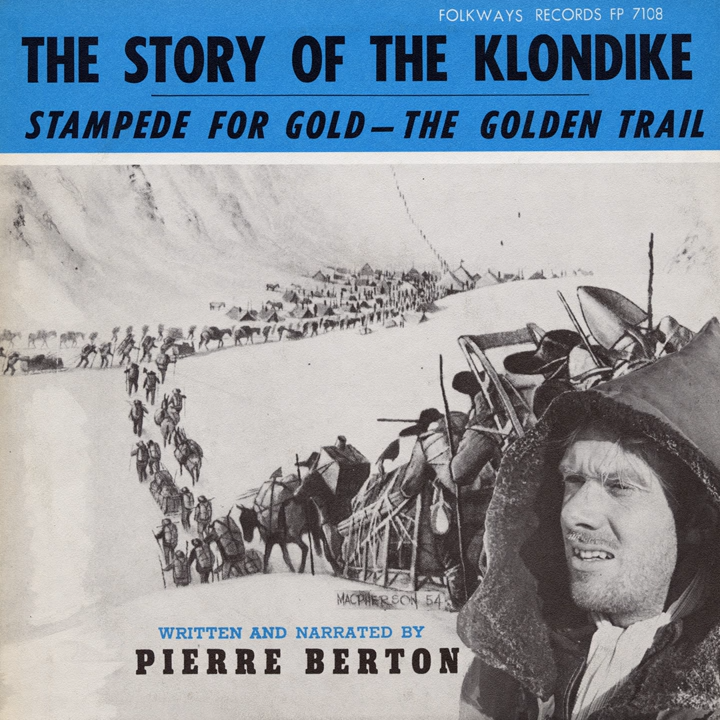 FOLKWAYS RECORDS FP 7108
THE STORY OF THE KLONDIKE
STAMPEDE FOR GOLD—THE GOLDEN TRAIL
MACPHERSON 54
WRITTEN AND NARRATED BY
PIERRE BERTON